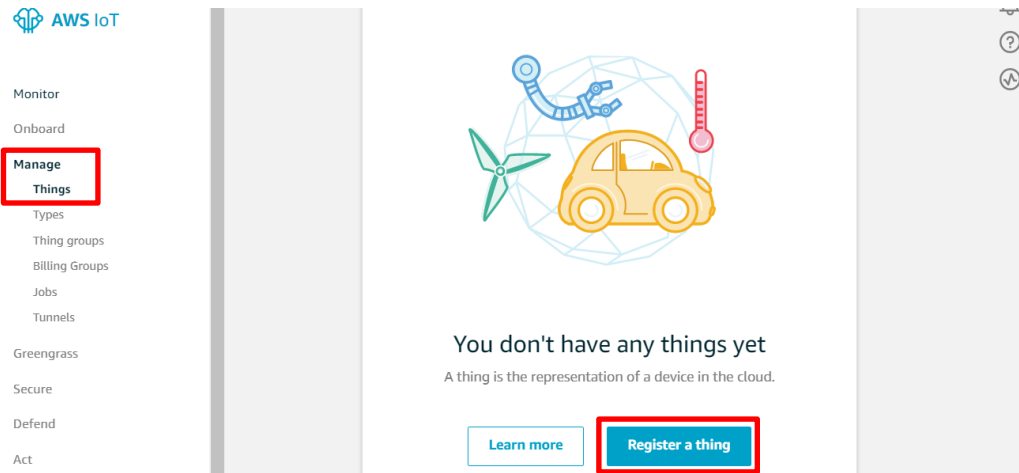 AWS IoT
Monitor
Onboard
Manage
Things
Types
Thing groups
Billing Groups
Jobs
Tunnels
Greengrass
Secure
Defend
Act
You don't have any things yet
A thing is the representation of a device in the cloud.
Learn more
Register a thing
?